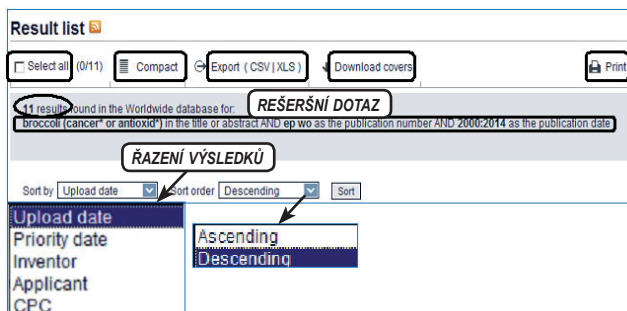 Result list
Select all (0/11) Compact Export ( CSV | XLS ) Download covers Print
11 results found in the Worldwide database for:
REŠERŠNÍ DOTAZ
broccoli (cancer* or antioxid*) in the title or abstract AND ep wo as the publication number AND 2000:2014 as the publication date
ŘAZENÍ VÝSLEDKŮ
Sort by Upload date Sort order Descending Sort
Upload date
Priority date
Inventor
Applicant
CPC
Ascending
Descending